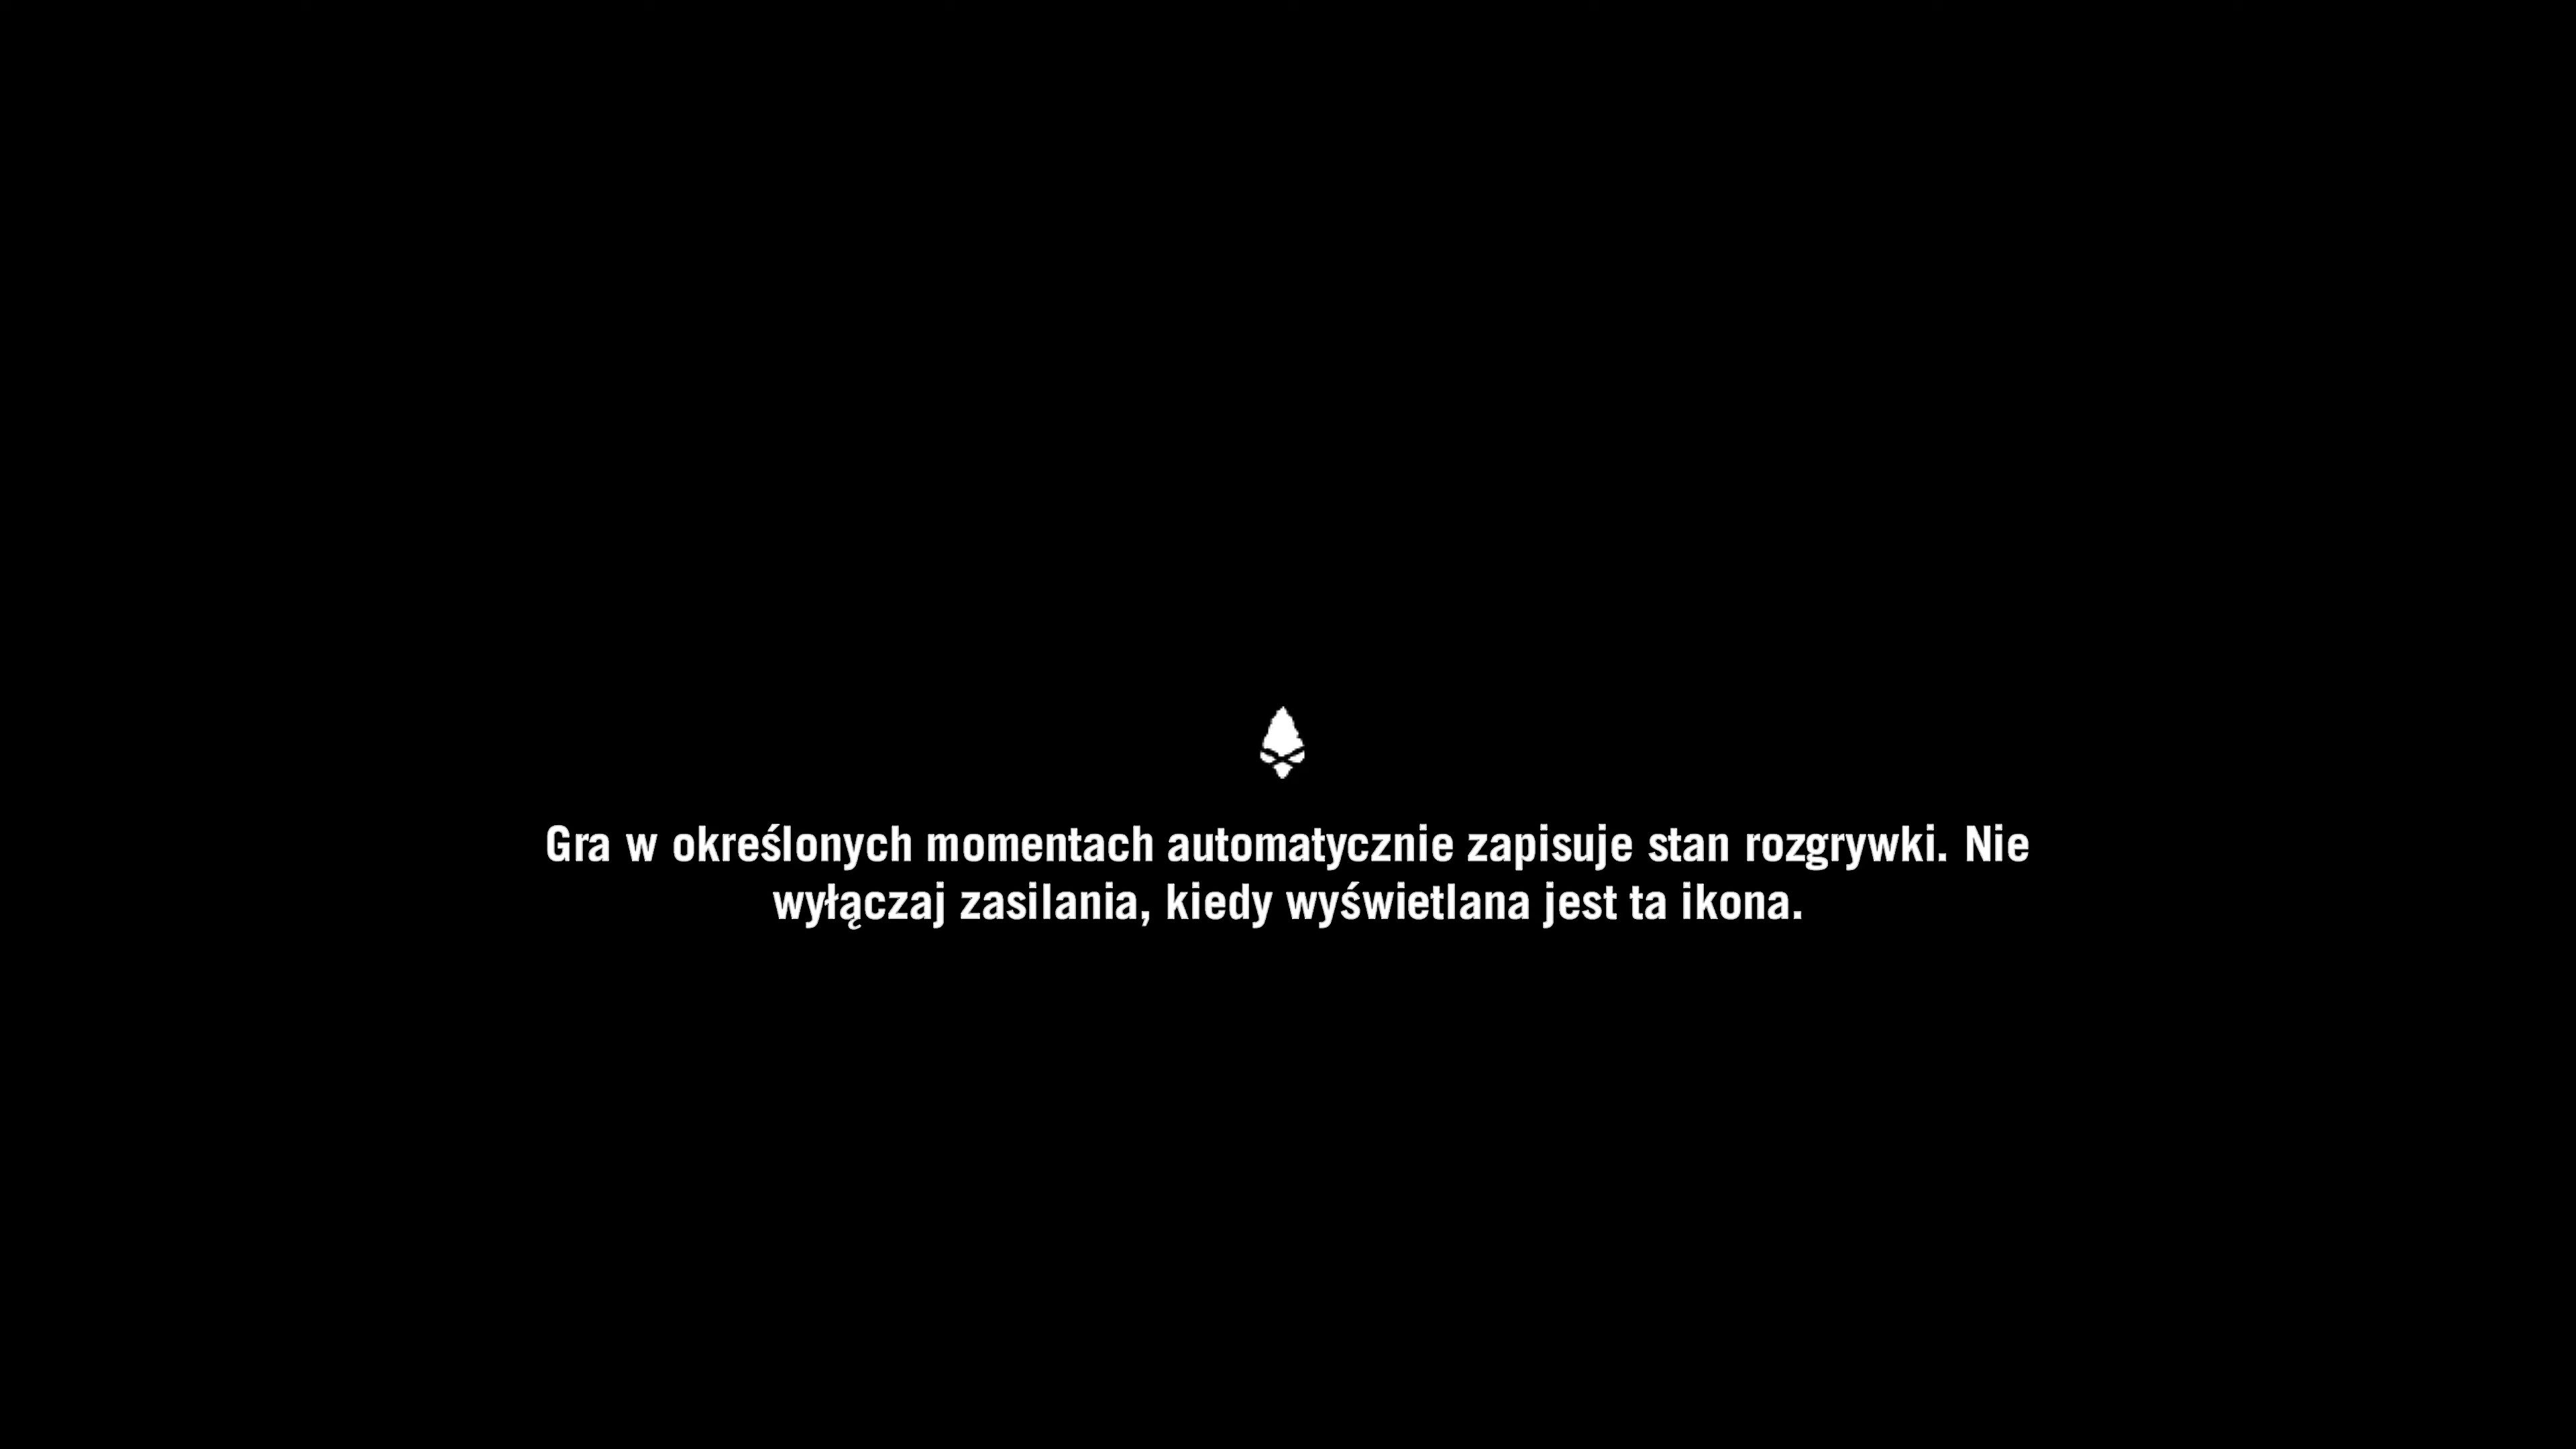 Gra w określonych momentach automatycznie zapisuje stan rozgrywki. Nie
wyłączaj zasilania, kiedy wyświetlana jest ta ikona.